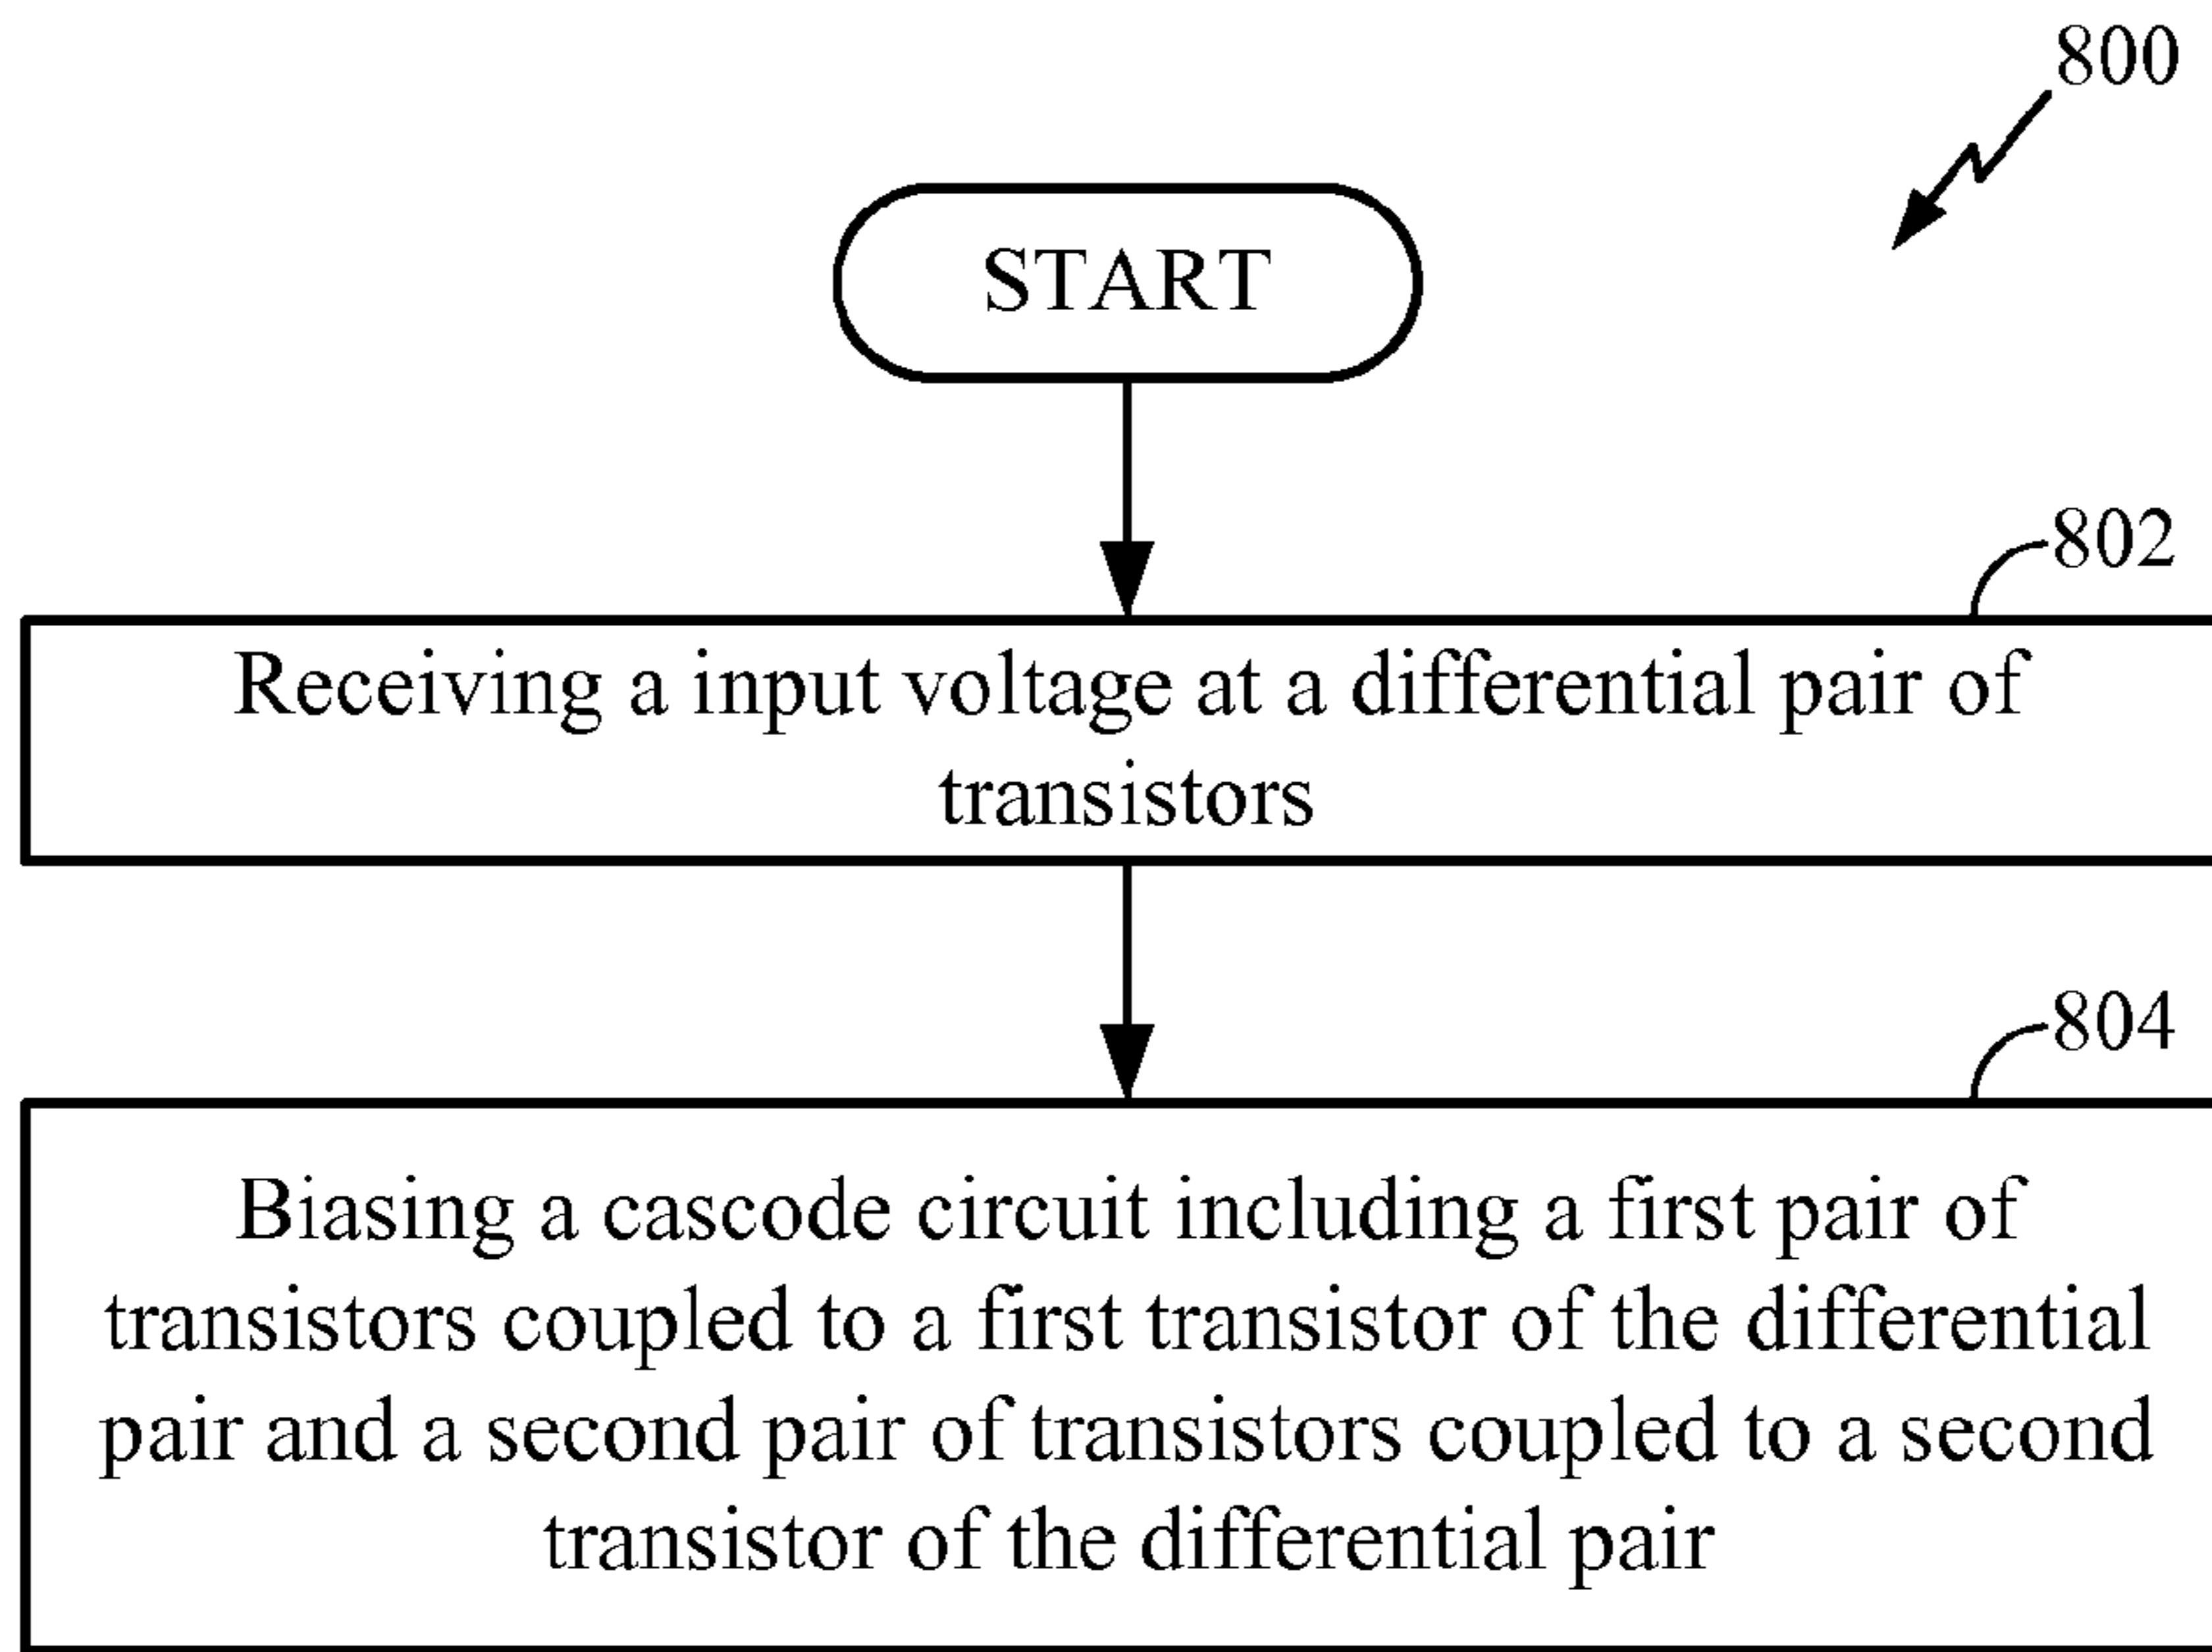 800
START
802
Receiving a input voltage at a differential pair of
transistors
804
Biasing a cascode circuit including a first pair of
transistors coupled to a first transistor of the differential
pair and a second pair of transistors coupled to a second
transistor of the differential pair